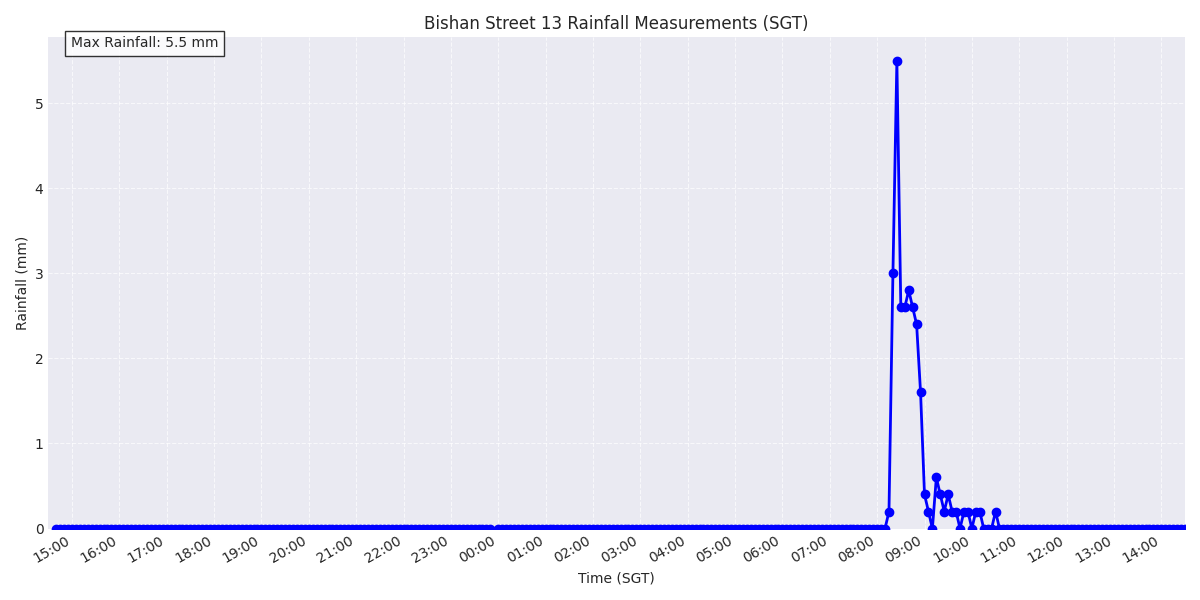 Bishan Street 13 Rainfall Measurements (SGT)
Max Rainfall: 5.5 mm
Rainfall (mm)
5
4
3
2
1
0
15:00 16:00 17:00 18:00 19:00 20:00 21:00 22:00 23:00 00:00 01:00 02:00 03:00 04:00 05:00 06:00 07:00 08:00 09:00 10:00 11:00 12:00 13:00 14:00
Time (SGT)